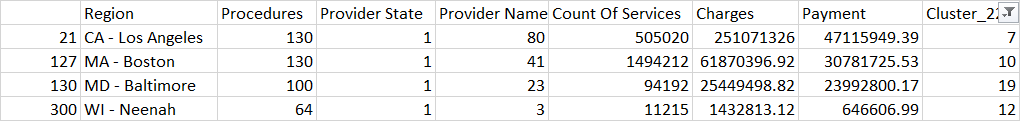 Region Procedures Provider State Provider Name Count Of Services Charges Payment Cluster_22
21 CA - Los Angeles 130 1 80 505020 251071326 47115949.39 7
127 MA - Boston 130 1 41 1494212 61870396.92 30781725.53 10
130 MD - Baltimore 100 1 23 94192 25449498.82 23992800.17 19
300 WI - Neenah 64 1 3 11215 1432813.12 646606.99 12